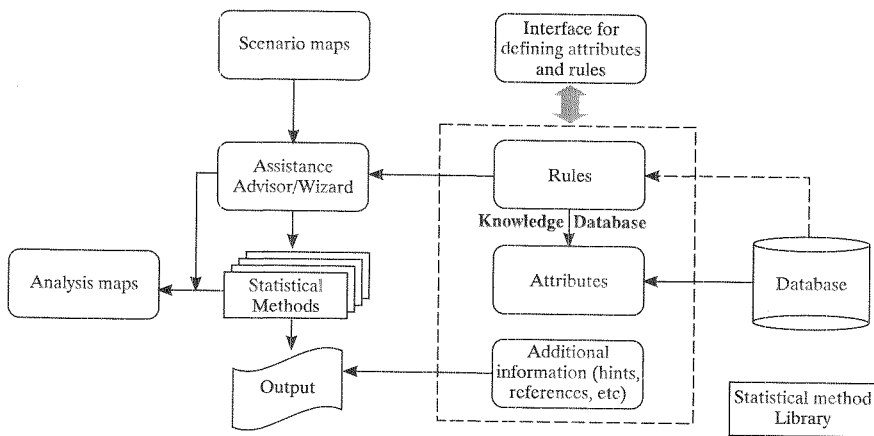 Scenario maps
Interface for
defining attributes
and rules
Assistance
Advisor/Wizard
Rules
Knowledge Database
Analysis maps
Statistical
Methods
Attributes
Database
Output
Additional
information (hints,
references, etc)
Statistical method
Library